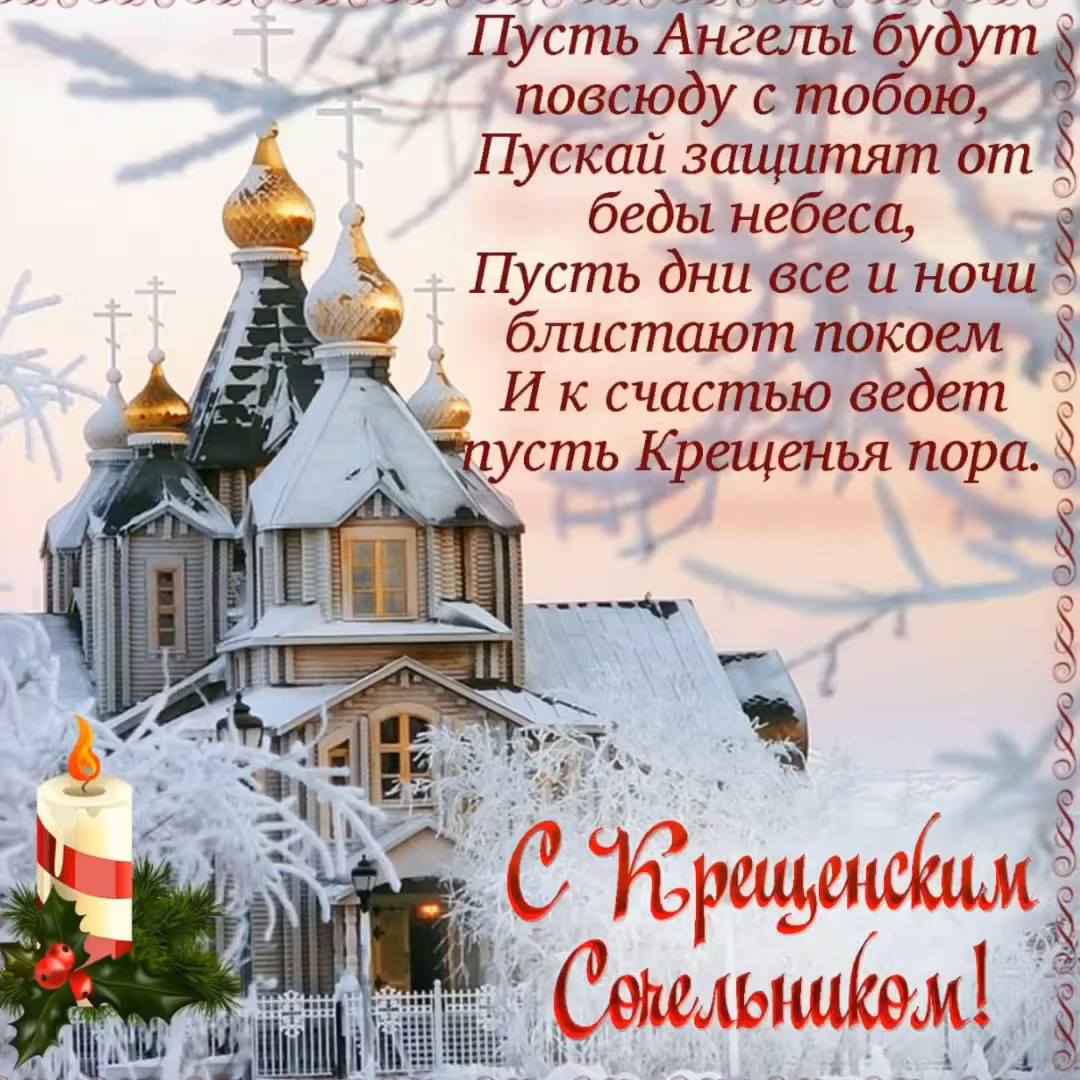 Пусть Ангелы будут
повсюду с тобою,
Пускай защитят от
беды небеса,
Пусть дни все и ночи
блистают покоем
И к счастью ведет
пусть Крещенья пора.
С Крещенским
Сочельником!